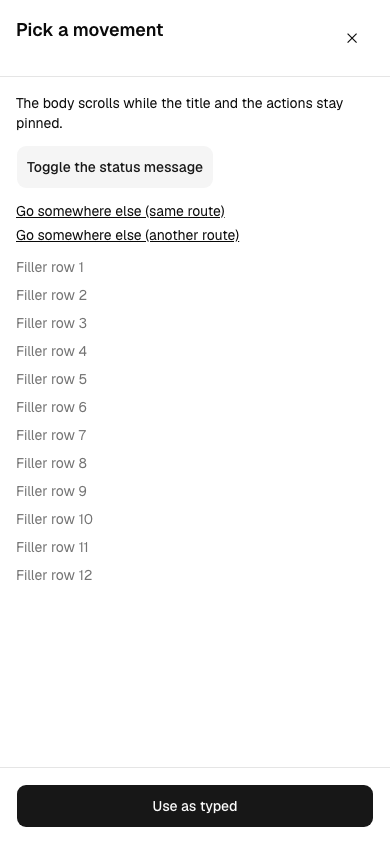 Pick a movement
The body scrolls while the title and the actions stay
pinned.
Toggle the status message
Go somewhere else (same route)
Go somewhere else (another route)
Filler row 1
Filler row 2
Filler row 3
Filler row 4
Filler row 5
Filler row 6
Filler row 7
Filler row 8
Filler row 9
Filler row 10
Filler row 11
Filler row 12
Use as typed